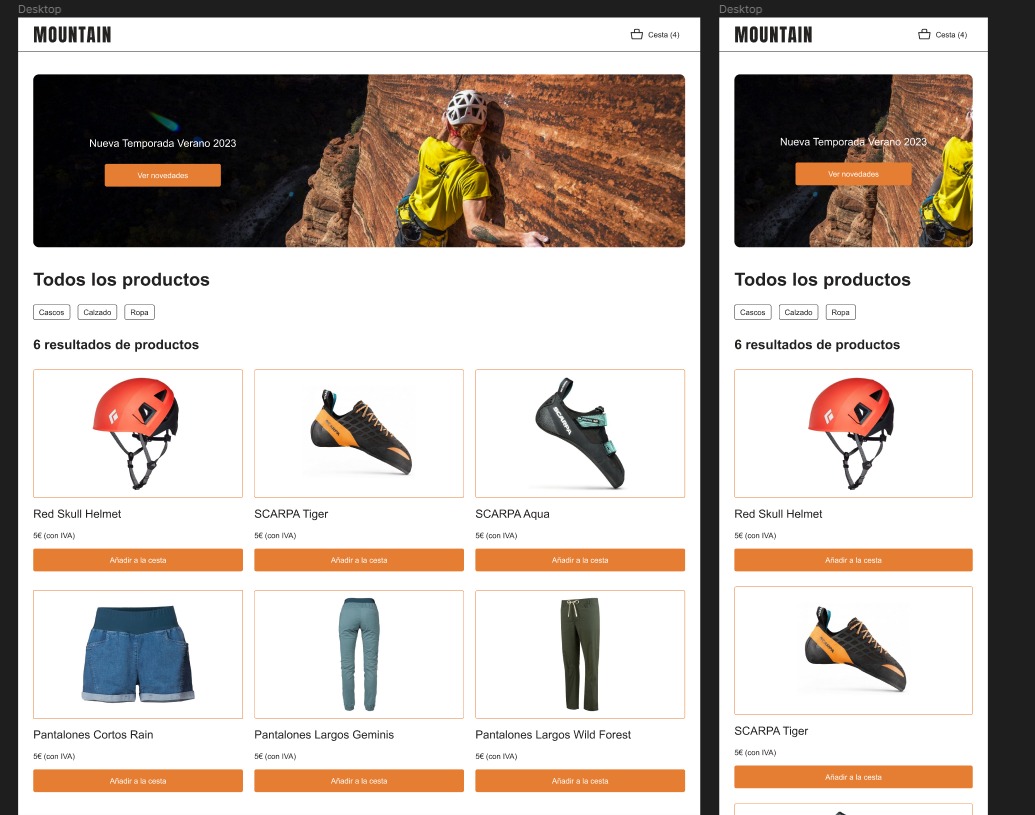 Desktop
MOUNTAIN
Cesta (4)
Nueva Temporada Verano 2023
Ver novedades
Todos los productos
Cascos
Calzado
Ropa
6 resultados de productos
Red Skull Helmet
5€ (con IVA)
Añadir a la cesta
SCARPA
SCARPA Tiger
5€ (con IVA)
Añadir a la cesta
SCARPA
SCARPA Aqua
5€ (con IVA)
Añadir a la cesta
Pantalones Cortos Rain
5€ (con IVA)
Añadir a la cesta
Pantalones Largos Geminis
5€ (con IVA)
Añadir a la cesta
Pantalones Largos Wild Forest
5€ (con IVA)
Añadir a la cesta
Desktop
MOUNTAIN
Cesta (4)
Nueva Temporada Verano 2023
Ver novedades
Todos los productos
Cascos
Calzado
Ropa
6 resultados de productos
Red Skull Helmet
5€ (con IVA)
Añadir a la cesta
SCARPA
SCARPA Tiger
5€ (con IVA)
Añadir a la cesta